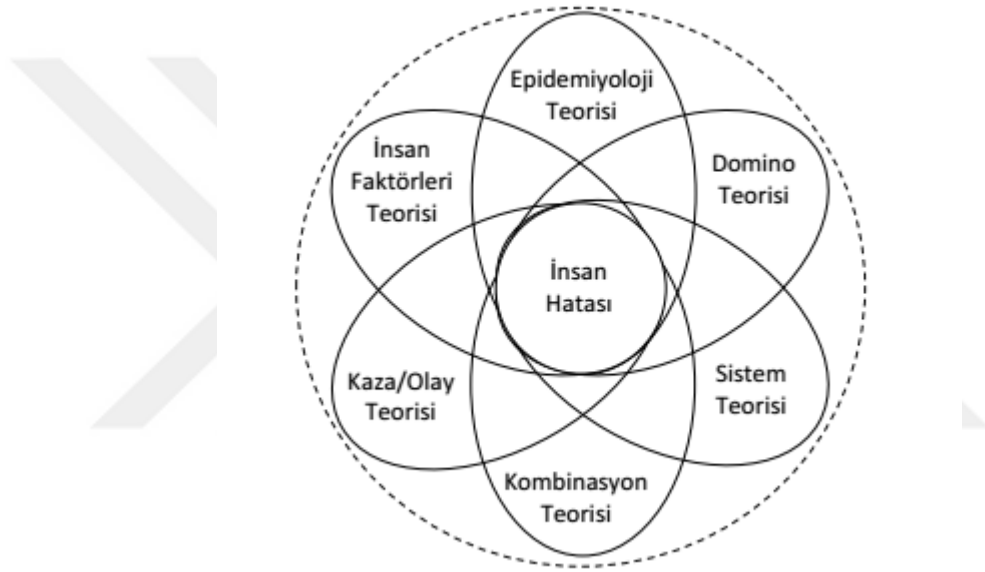 Epidemiyoloji
Teorisi
İnsan
Faktörleri
Teorisi
Domino
Teorisi
İnsan
Hatası
Kaza/Olay
Teorisi
Sistem
Teorisi
Kombinasyon
Teorisi